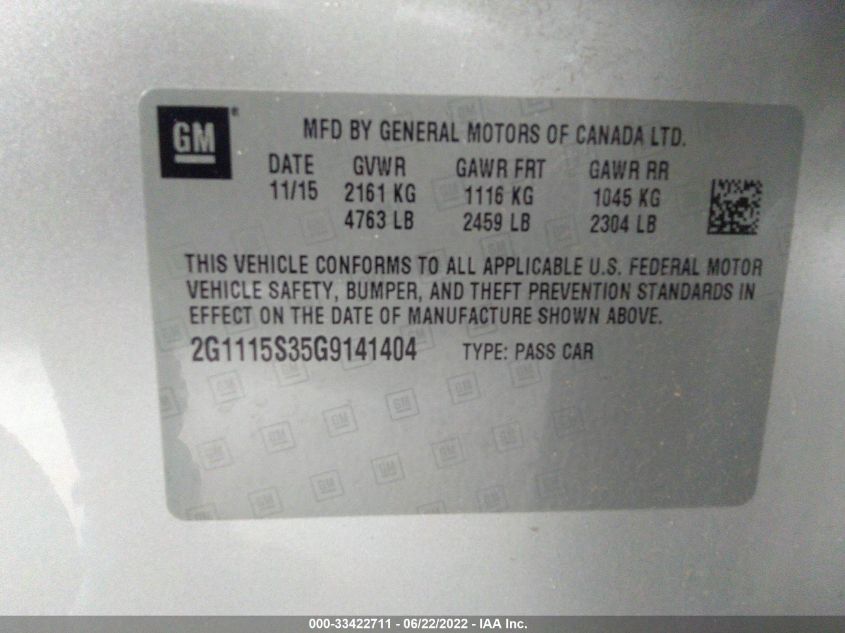 GM ® MFD BY GENERAL MOTORS OF CANADA LTD.
DATE GVWR GAWR FRT GAWR RR
11/15 2161 KG 1116 KG 1045 KG
4763 LB 2459 LB 2304 LB
THIS VEHICLE CONFORMS TO ALL APPLICABLE U.S. FEDERAL MOTOR
VEHICLE SAFETY, BUMPER, AND THEFT PREVENTION STANDARDS IN
EFFECT ON THE DATE OF MANUFACTURE SHOWN ABOVE.
2G1115S35G9141404 TYPE: PASS CAR
000-33422711 - 06/22/2022 - IAA Inc.